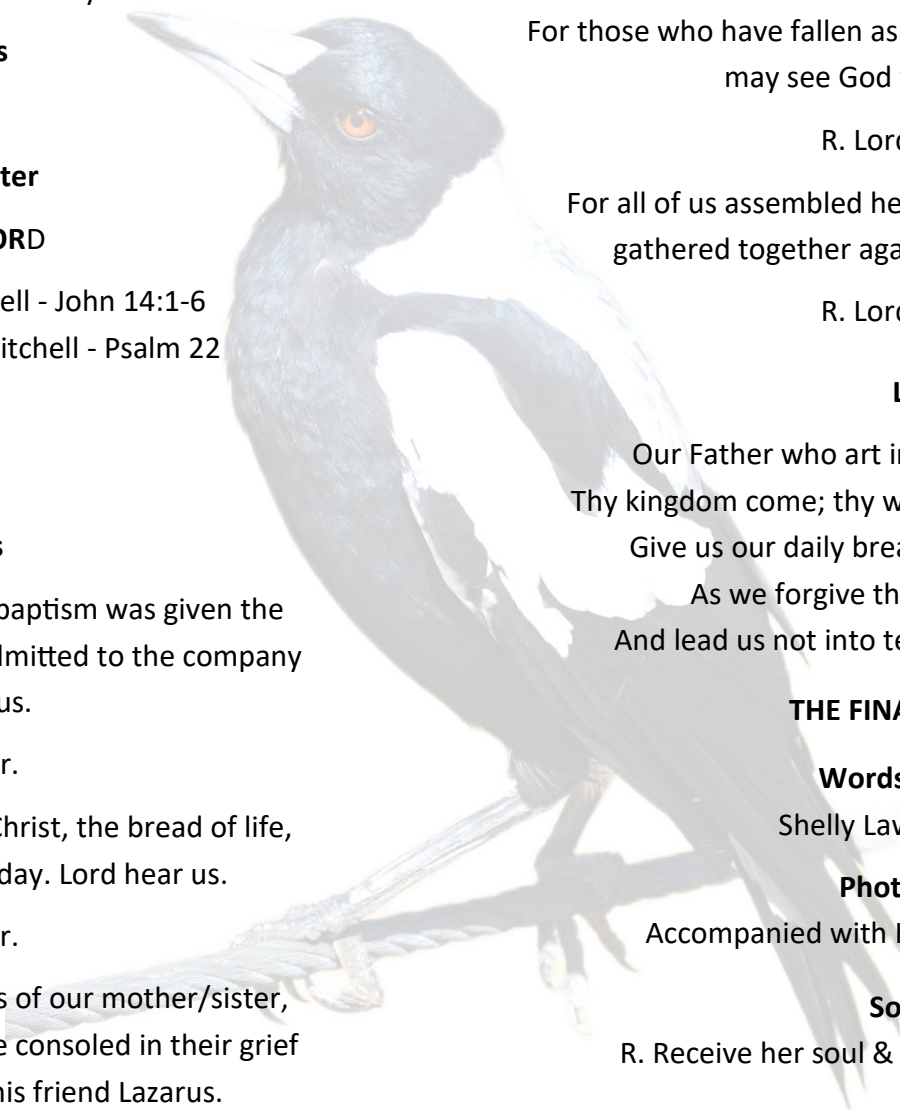 s
ter
ORD
ell - John 14:1-6
itchell - Psalm 22
s
baptism was given the
lmitted to the company
us.
r.
Christ, the bread of life,
day. Lord hear us.
r.
s of our mother/sister,
e consoled in their grief
his friend Lazarus.
For those who have fallen as
may see God
R. Lord
For all of us assembled he
gathered together aga
R. Lord
L
Our Father who art i
Thy kingdom come; thy w
Give us our daily brea
As we forgive th
And lead us not into te
THE FINA
Words
Shelly Lav
Phot
Accompanied with
So
R. Receive her soul &